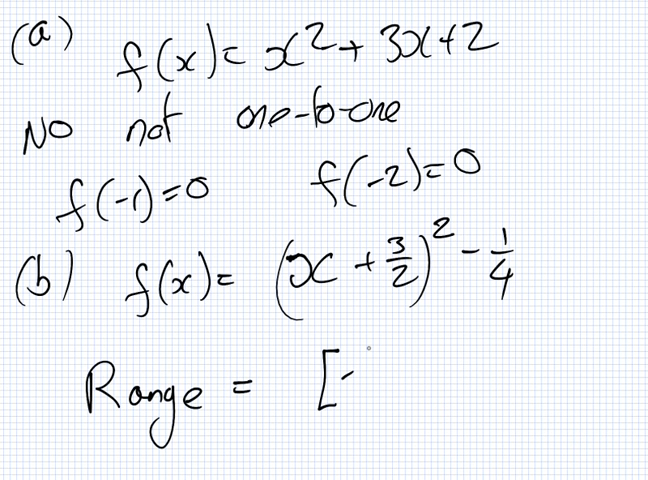 (a) f(x)= x²+ 3x+2
No not one-to-one
f(-1)=0 f(-2)=0
(b) f(x)= (x + 3/2)² - 1/4
Range = [-